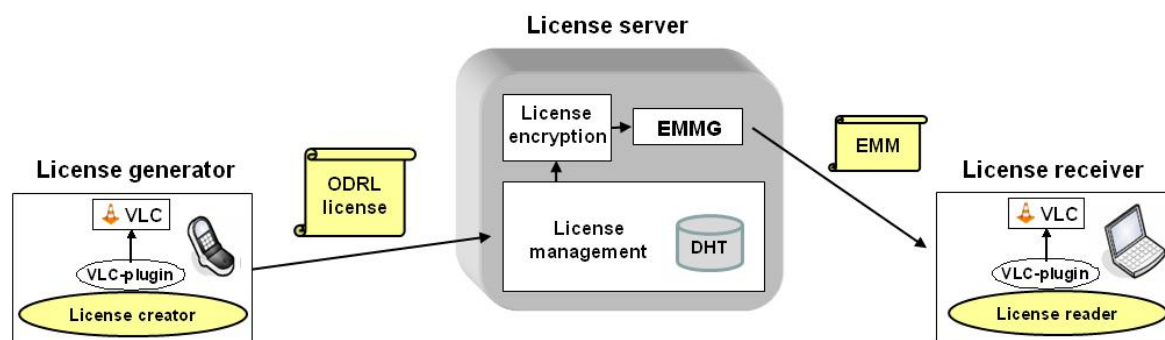 License server
License
encryption
EMMG
EMM
License generator
ODRL
license
License receiver
VLC
License
management
DHT
VLC
VLC-plugin
VLC-plugin
License creator
License reader